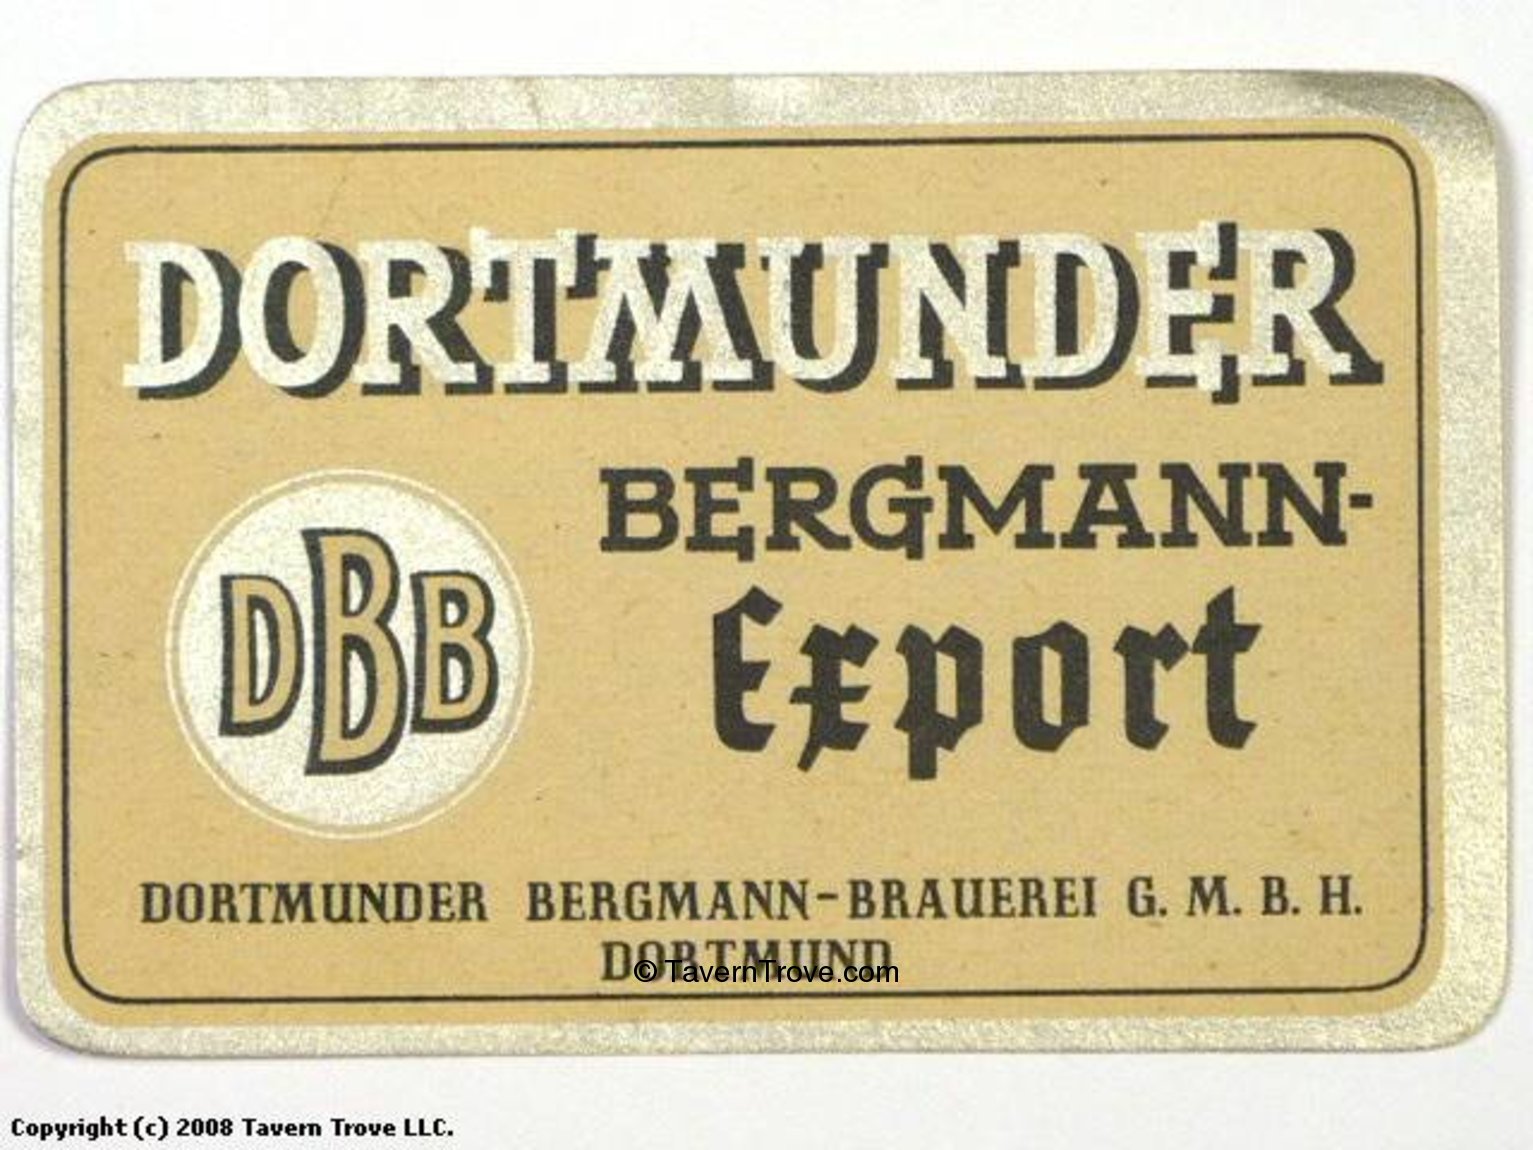 DORTMUNDER
BERGMANN-
Export
DBB
DORTMUNDER BERGMANN-BRAUEREI G. M. B. H.
DORTMUND
© TavernTrove.com
Copyright (c) 2008 Tavern Trove LLC.